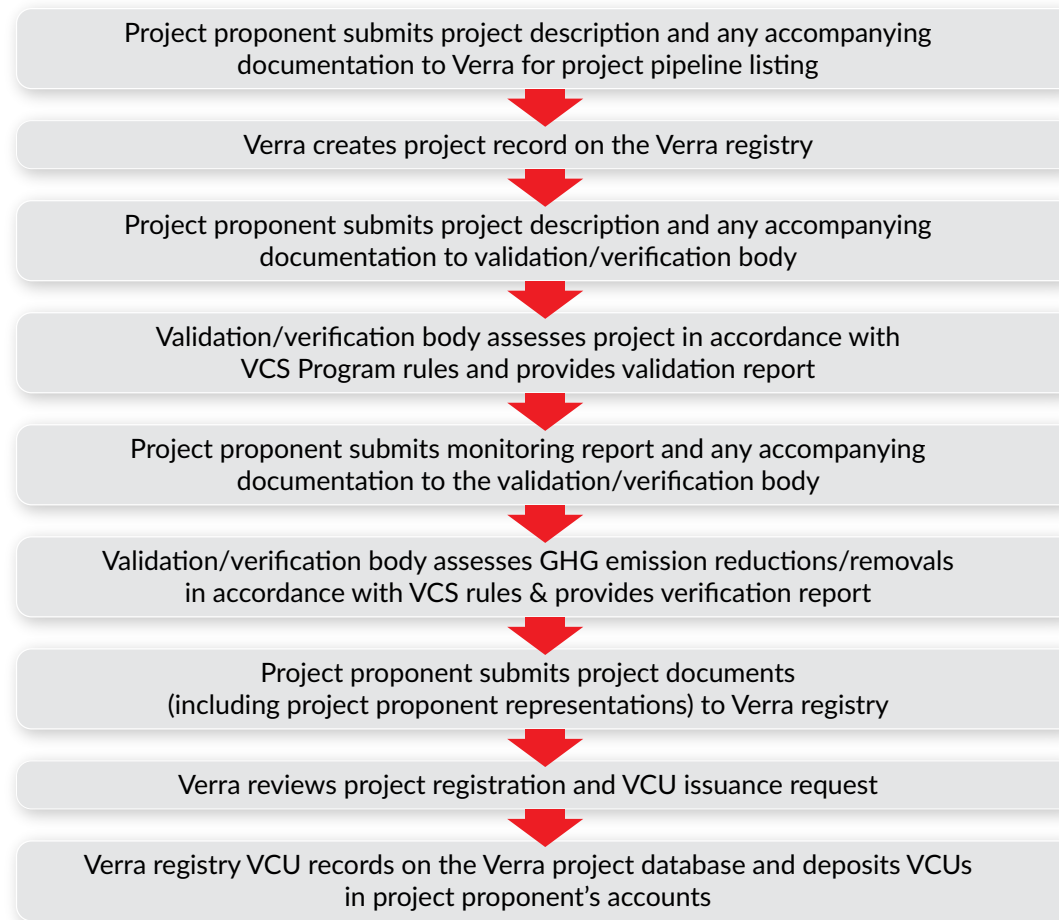 Project proponent submits project description and any accompanying
documentation to Verra for project pipeline listing
Verra creates project record on the Verra registry
Project proponent submits project description and any accompanying
documentation to validation/verification body
Validation/verification body assesses project in accordance with
VCS Program rules and provides validation report
Project proponent submits monitoring report and any accompanying
documentation to the validation/verification body
Validation/verification body assesses GHG emission reductions/removals
in accordance with VCS rules & provides verification report
Project proponent submits project documents
(including project proponent representations) to Verra registry
Verra reviews project registration and VCU issuance request
Verra registry VCU records on the Verra project database and deposits VCUs
in project proponent's accounts